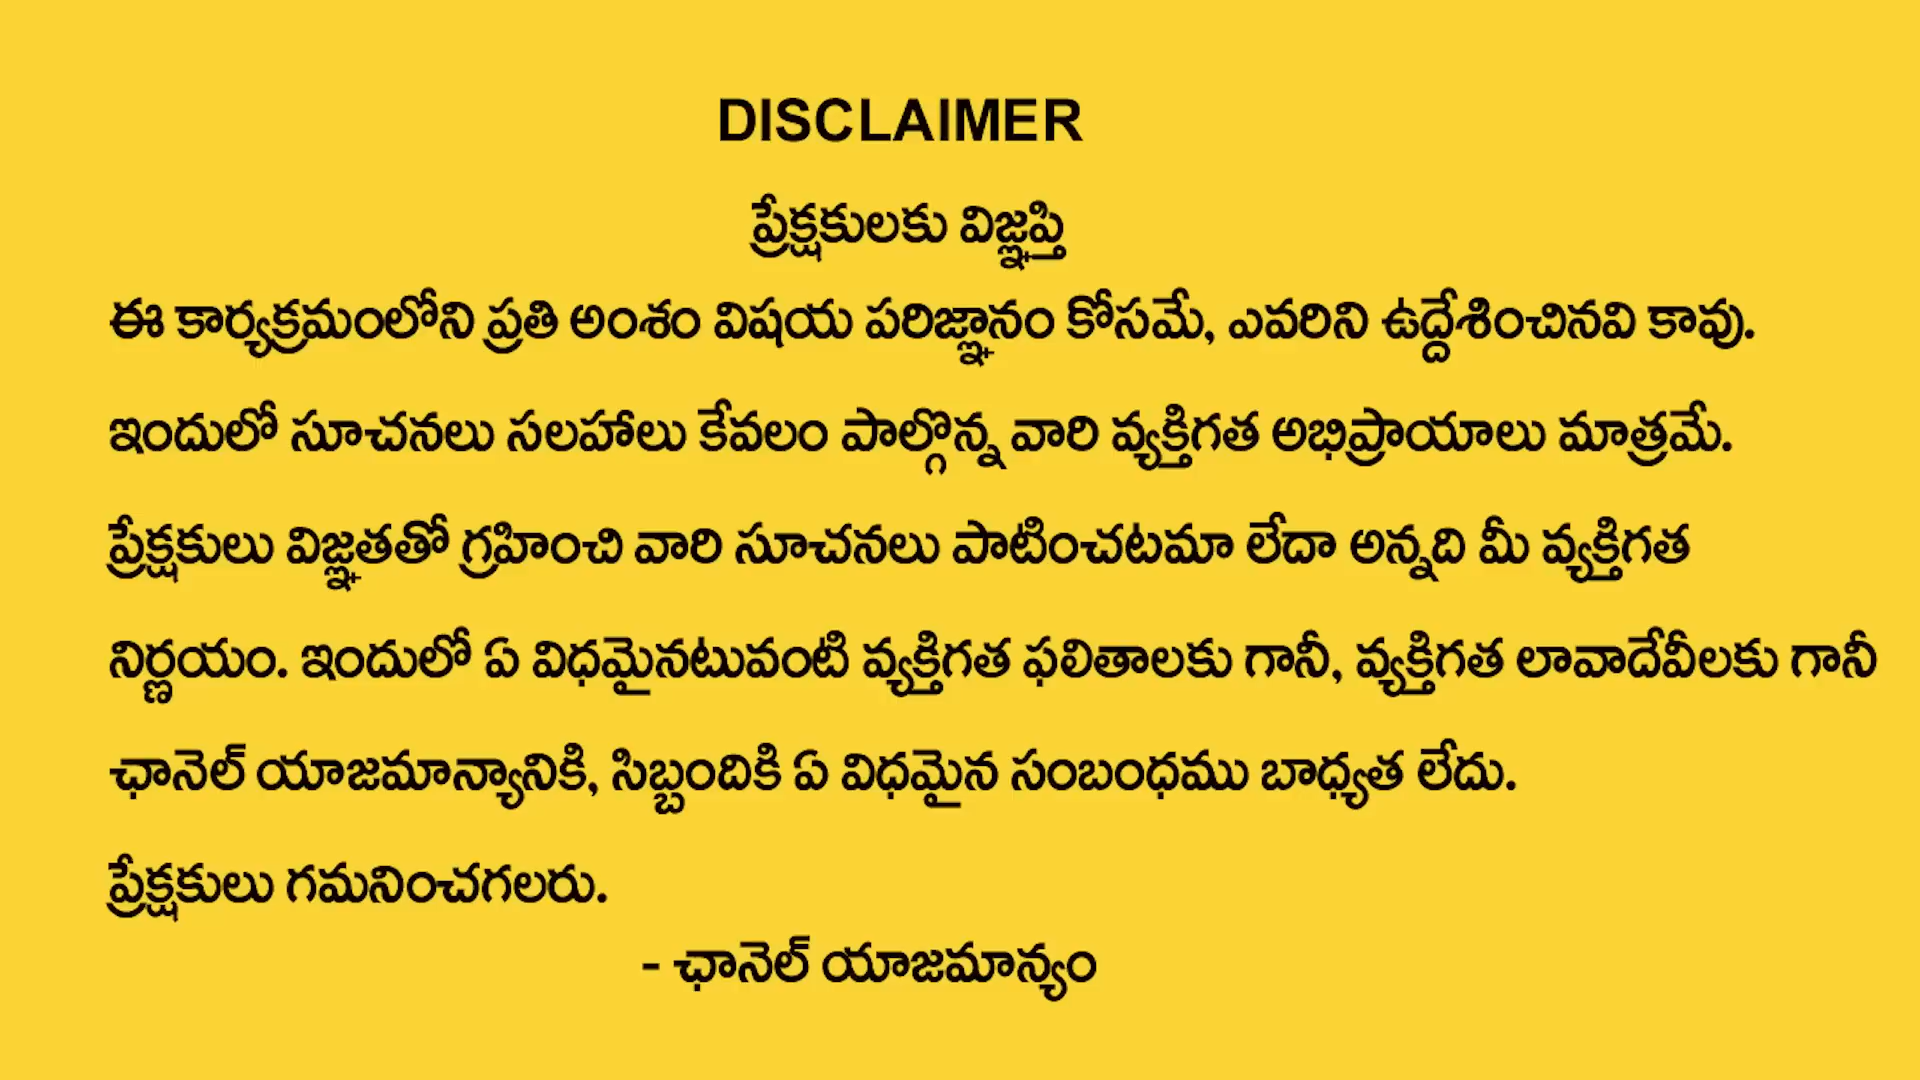 DISCLAIMER
ప్రేక్షకులకు విజ్ఞప్తి
ఈ కార్యక్రమంలోని ప్రతి అంశం విషయ పరిజ్ఞానం కోసమే, ఎవరిని ఉద్దేశించినవి కావు.
ఇందులో సూచనలు సలహాలు కేవలం పాల్గొన్న వారి వ్యక్తిగత అభిప్రాయాలు మాత్రమే.
ప్రేక్షకులు విజ్ఞతతో గ్రహించి వారి సూచనలు పాటించటమా లేదా అన్నది మీ వ్యక్తిగత
నిర్ణయం. ఇందులో ఏ విధమైనటువంటి వ్యక్తిగత ఫలితాలకు గానీ, వ్యక్తిగత లావాదేవీలకు గానీ
ఛానెల్ యాజమాన్యానికి, సిబ్బందికి ఏ విధమైన సంబంధము బాధ్యత లేదు.
ప్రేక్షకులు గమనించగలరు.
- ఛానెల్ యాజమాన్యం